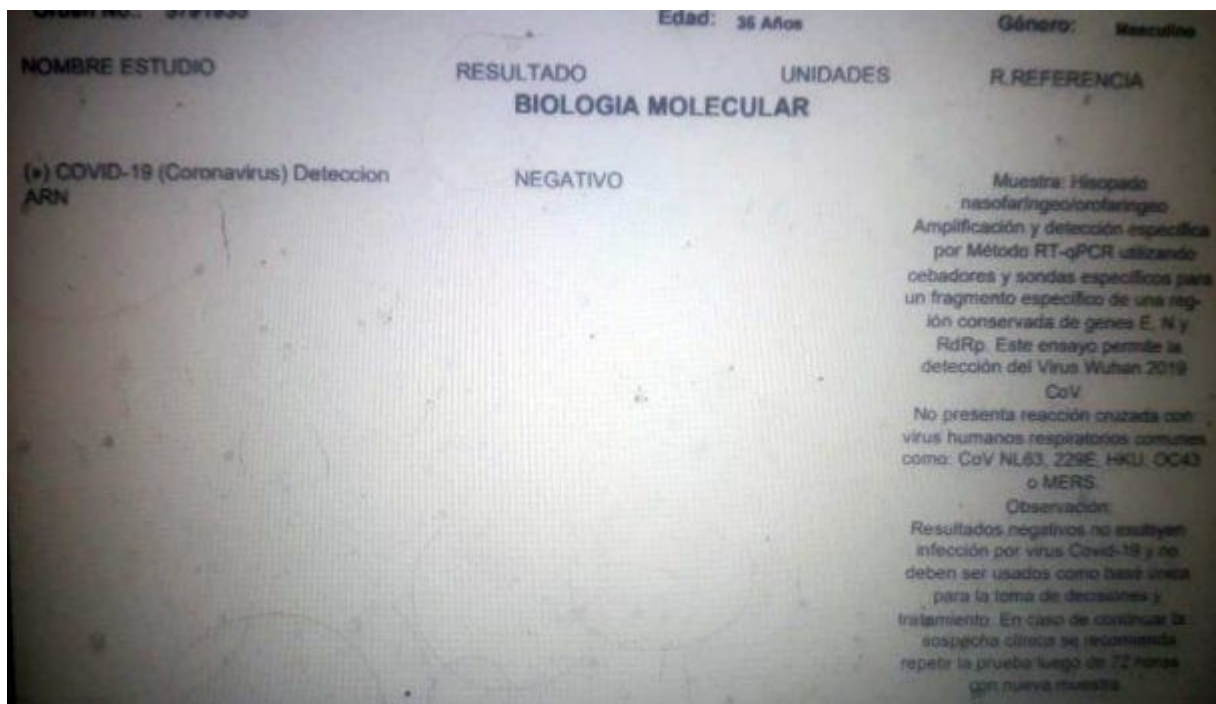 Orden No.: 5791935
Edad: 36 Años
Género: Masculino
NOMBRE ESTUDIO
RESULTADO
UNIDADES
R.REFERENCIA
BIOLOGIA MOLECULAR
COVID-19 (Coronavirus) Deteccion
ARN
NEGATIVO
Muestra: Hisopado
nasofaríngeo/orofaringeo
Amplificación y detección específica
por Método RT-qPCR utilizando
cebadores y sondas específicos para
un fragmento específico de una reg-
ión conservada de genes E, N y
RdRp. Este ensayo permite la
detección del Virus Wuhan 2019
CoV
No presenta reacción cruzada con
virus humanos respiratorios comunes
como: CoV NL63, 229E, HKU, OC43
o MERS.
Observación:
Resultados negativos no excluyen
infección por virus Covid-19 y no
deben ser usados como base única
para la toma de decisiones y
tratamiento. En caso de continuar la
sospecha clínica se recomienda
repetir la prueba luego de 72 horas
con nueva muestra.